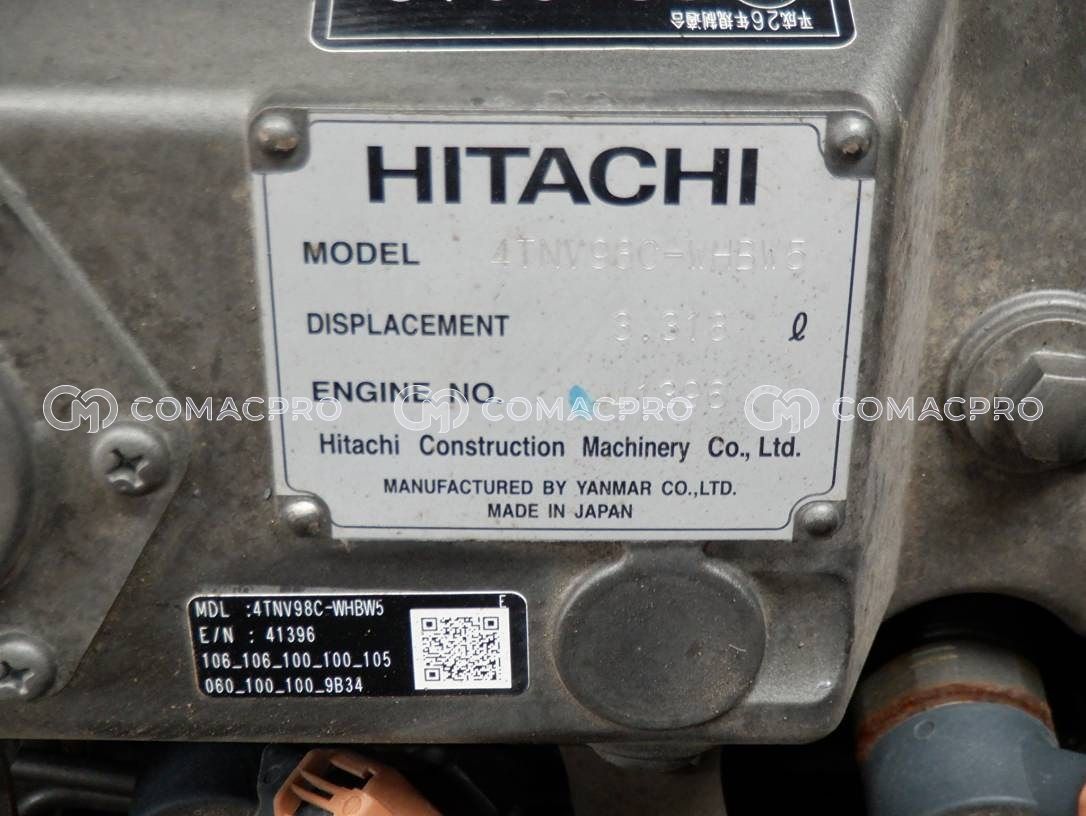 平成26年規制適合
HITACHI
MODEL 4TNV98C-WHBW5
DISPLACEMENT 3.318 ℓ
ENGINE NO. 41396
COMACPRO COMACPRO COMACPRO
Hitachi Construction Machinery Co., Ltd.
MANUFACTURED BY YANMAR CO.,LTD.
MADE IN JAPAN
MDL :4TNV98C-WHBW5
E
E/N : 41396
106_106_100_100_105
060_100_100_9B34